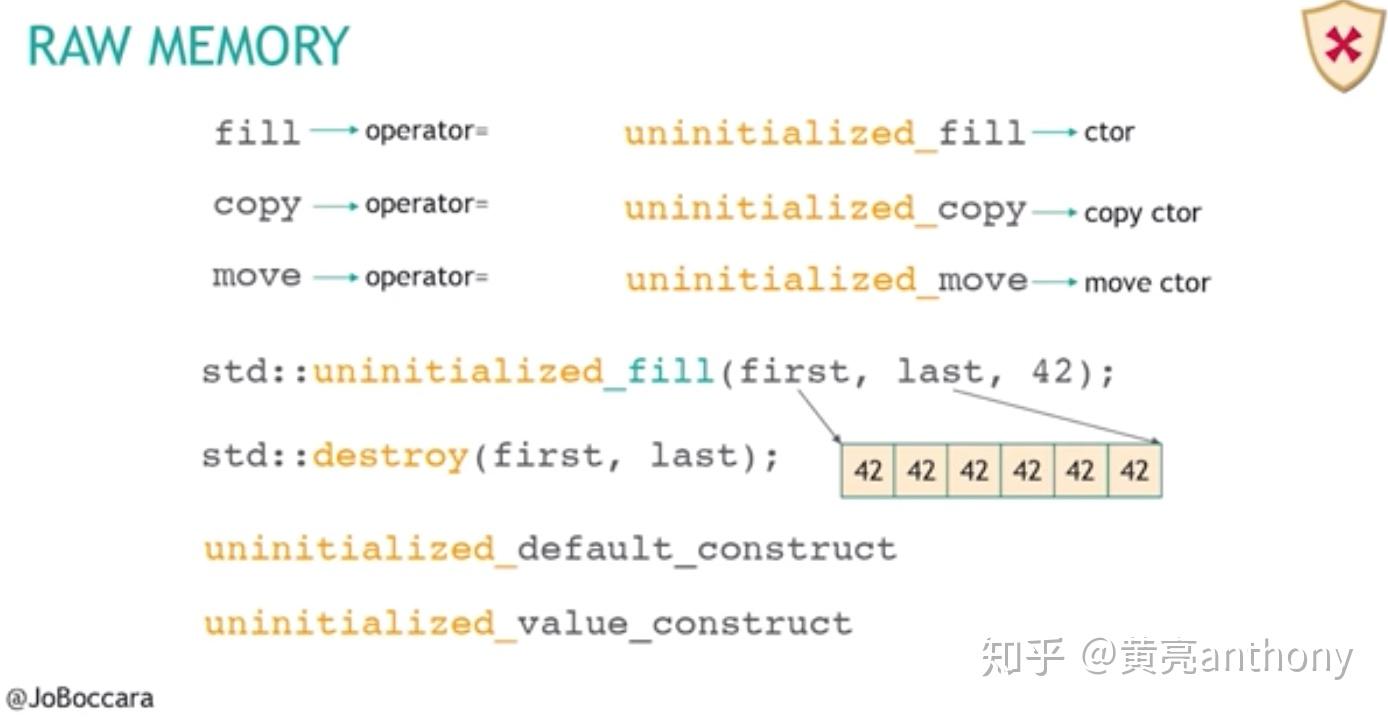 RAW MEMORY
fill → operator= uninitialized_fill → ctor
copy → operator= uninitialized_copy → copy ctor
move → operator= uninitialized_move → move ctor
std::uninitialized_fill(first, last, 42);
std::destroy(first, last);
42 42 42 42 42 42
uninitialized_default_construct
uninitialized_value_construct
知乎 @黄亮anthony
@JoBoccara